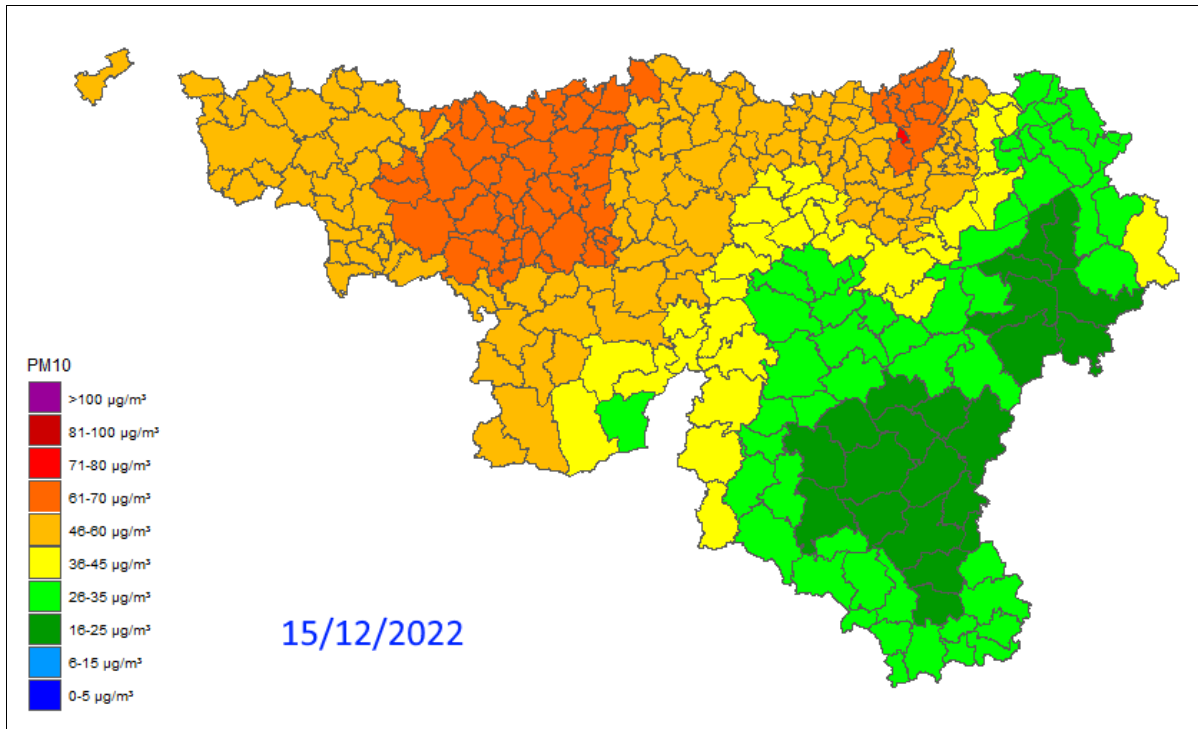 PM10
>100 µg/m³
81-100 µg/m³
71-80 µg/m³
61-70 µg/m³
46-60 µg/m³
36-45 µg/m³
26-35 µg/m³
16-25 µg/m³
6-15 µg/m³
0-5 µg/m³
15/12/2022